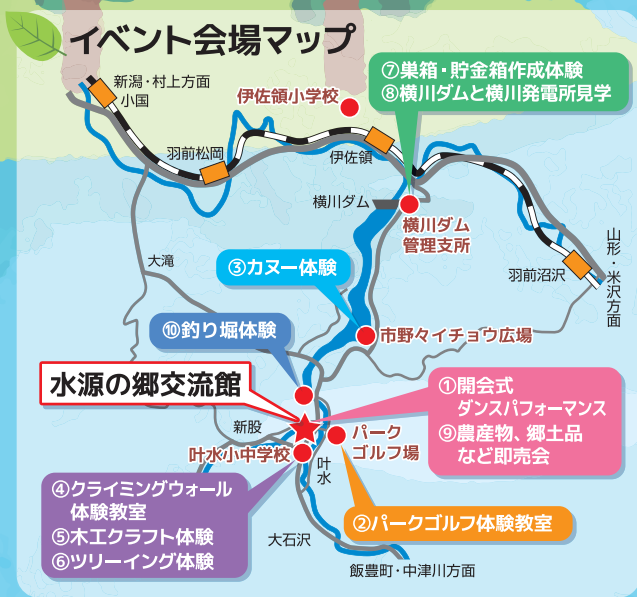 イベント会場マップ
新潟・村上方面
小国
伊佐領小学校
⑦巣箱・貯金箱作成体験
⑧横川ダムと横川発電所見学
羽前松岡
伊佐領
横川ダム
横川ダム
管理支所
山形・米沢方面
羽前沼沢
大滝
③カヌー体験
⑩釣り堀体験
市野々イチョウ広場
水源の郷交流館
①開会式
ダンスパフォーマンス
⑨農産物、郷土品
など即売会
新股
パーク
ゴルフ場
叶水小中学校
叶水
④クライミングウォール
体験教室
⑤木工クラフト体験
⑥ツリーイング体験
②パークゴルフ体験教室
大石沢
飯豊町・中津川方面